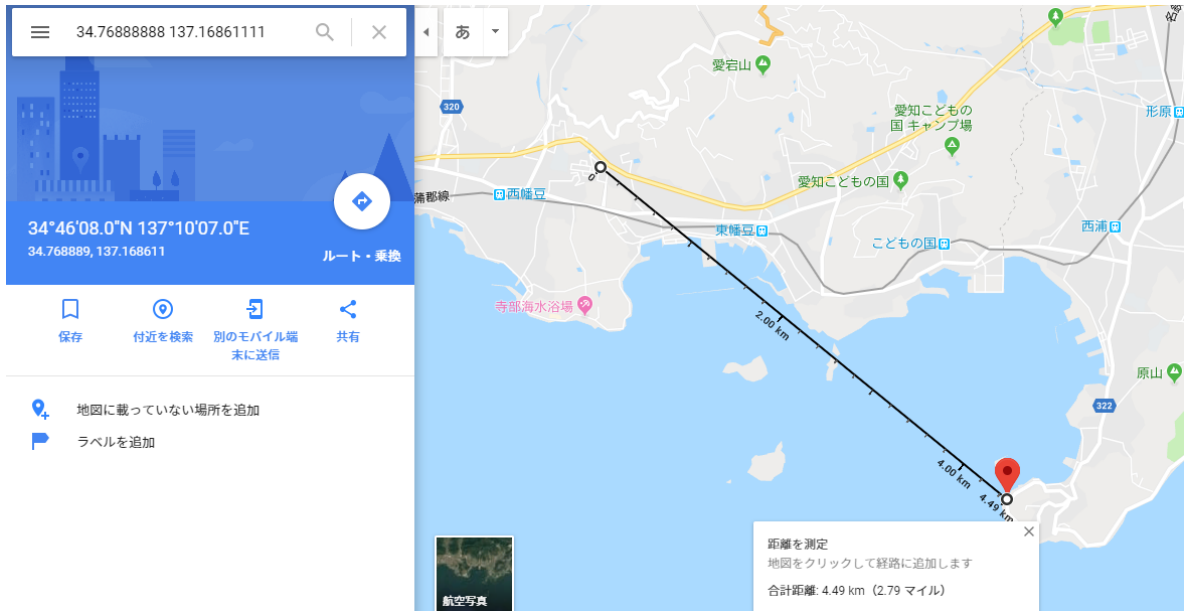 34.76888888 137.16861111
34°46'08.0"N 137°10'07.0"E
34.768889, 137.168611
ルート・乗換
保存
付近を検索
別のモバイル端
末に送信
共有
地図に載っていない場所を追加
ラベルを追加
あ
愛宕山
320
愛知こどもの
国 キャンプ場
形原
0
愛知こどもの国
蒲郡線
西幡豆
東幡豆
こどもの国
西浦
寺部海水浴場
2.00 km
原山
322
4.00 km
4.49 km
距離を測定
地図をクリックして経路に追加します
合計距離: 4.49 km（2.79 マイル）
航空写真